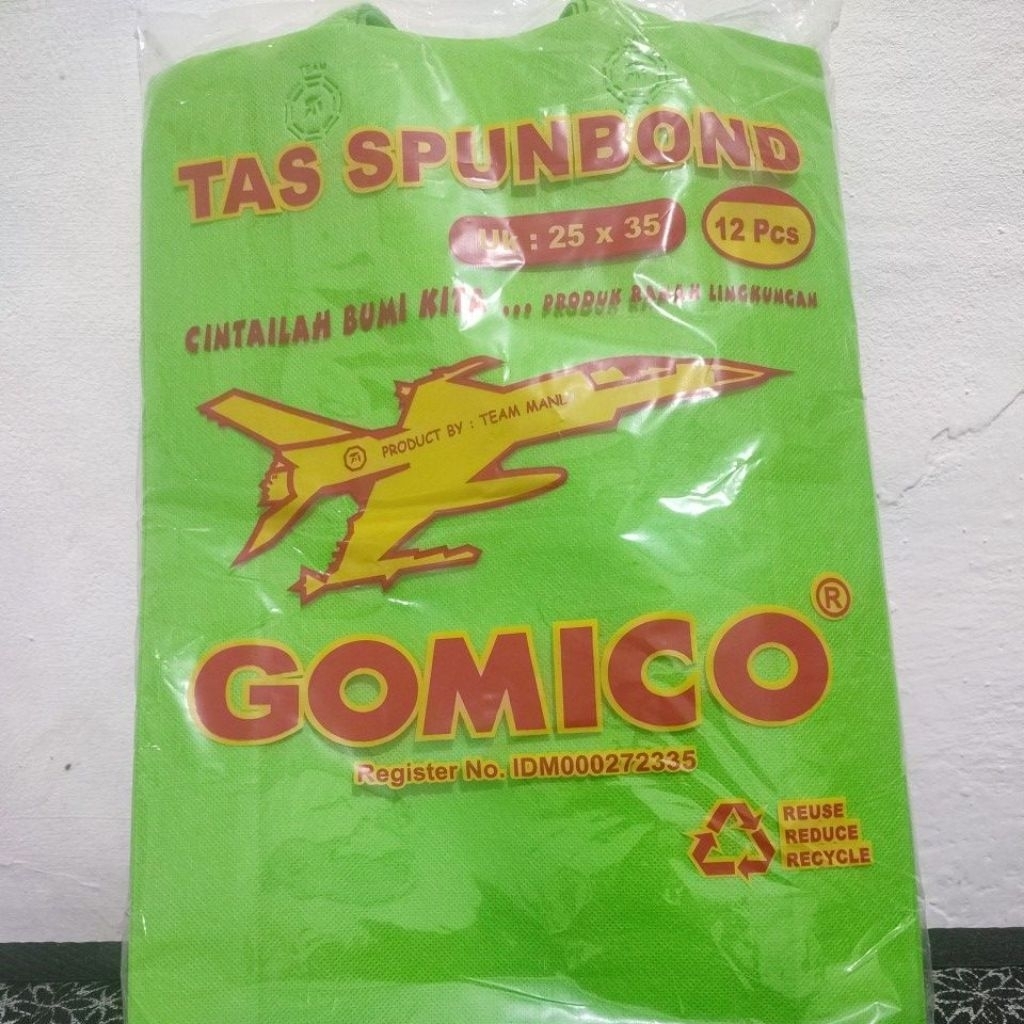 TAS SPUNBOND
Uk : 25 x 35
12 Pcs
CINTAILAH BUMI KITA ... PRODUK RAMAH LINGKUNGAN
PRODUCT BY : TEAM
GOMICO ®
Register No. IDM000272335
REUSE
REDUCE
RECYCLE